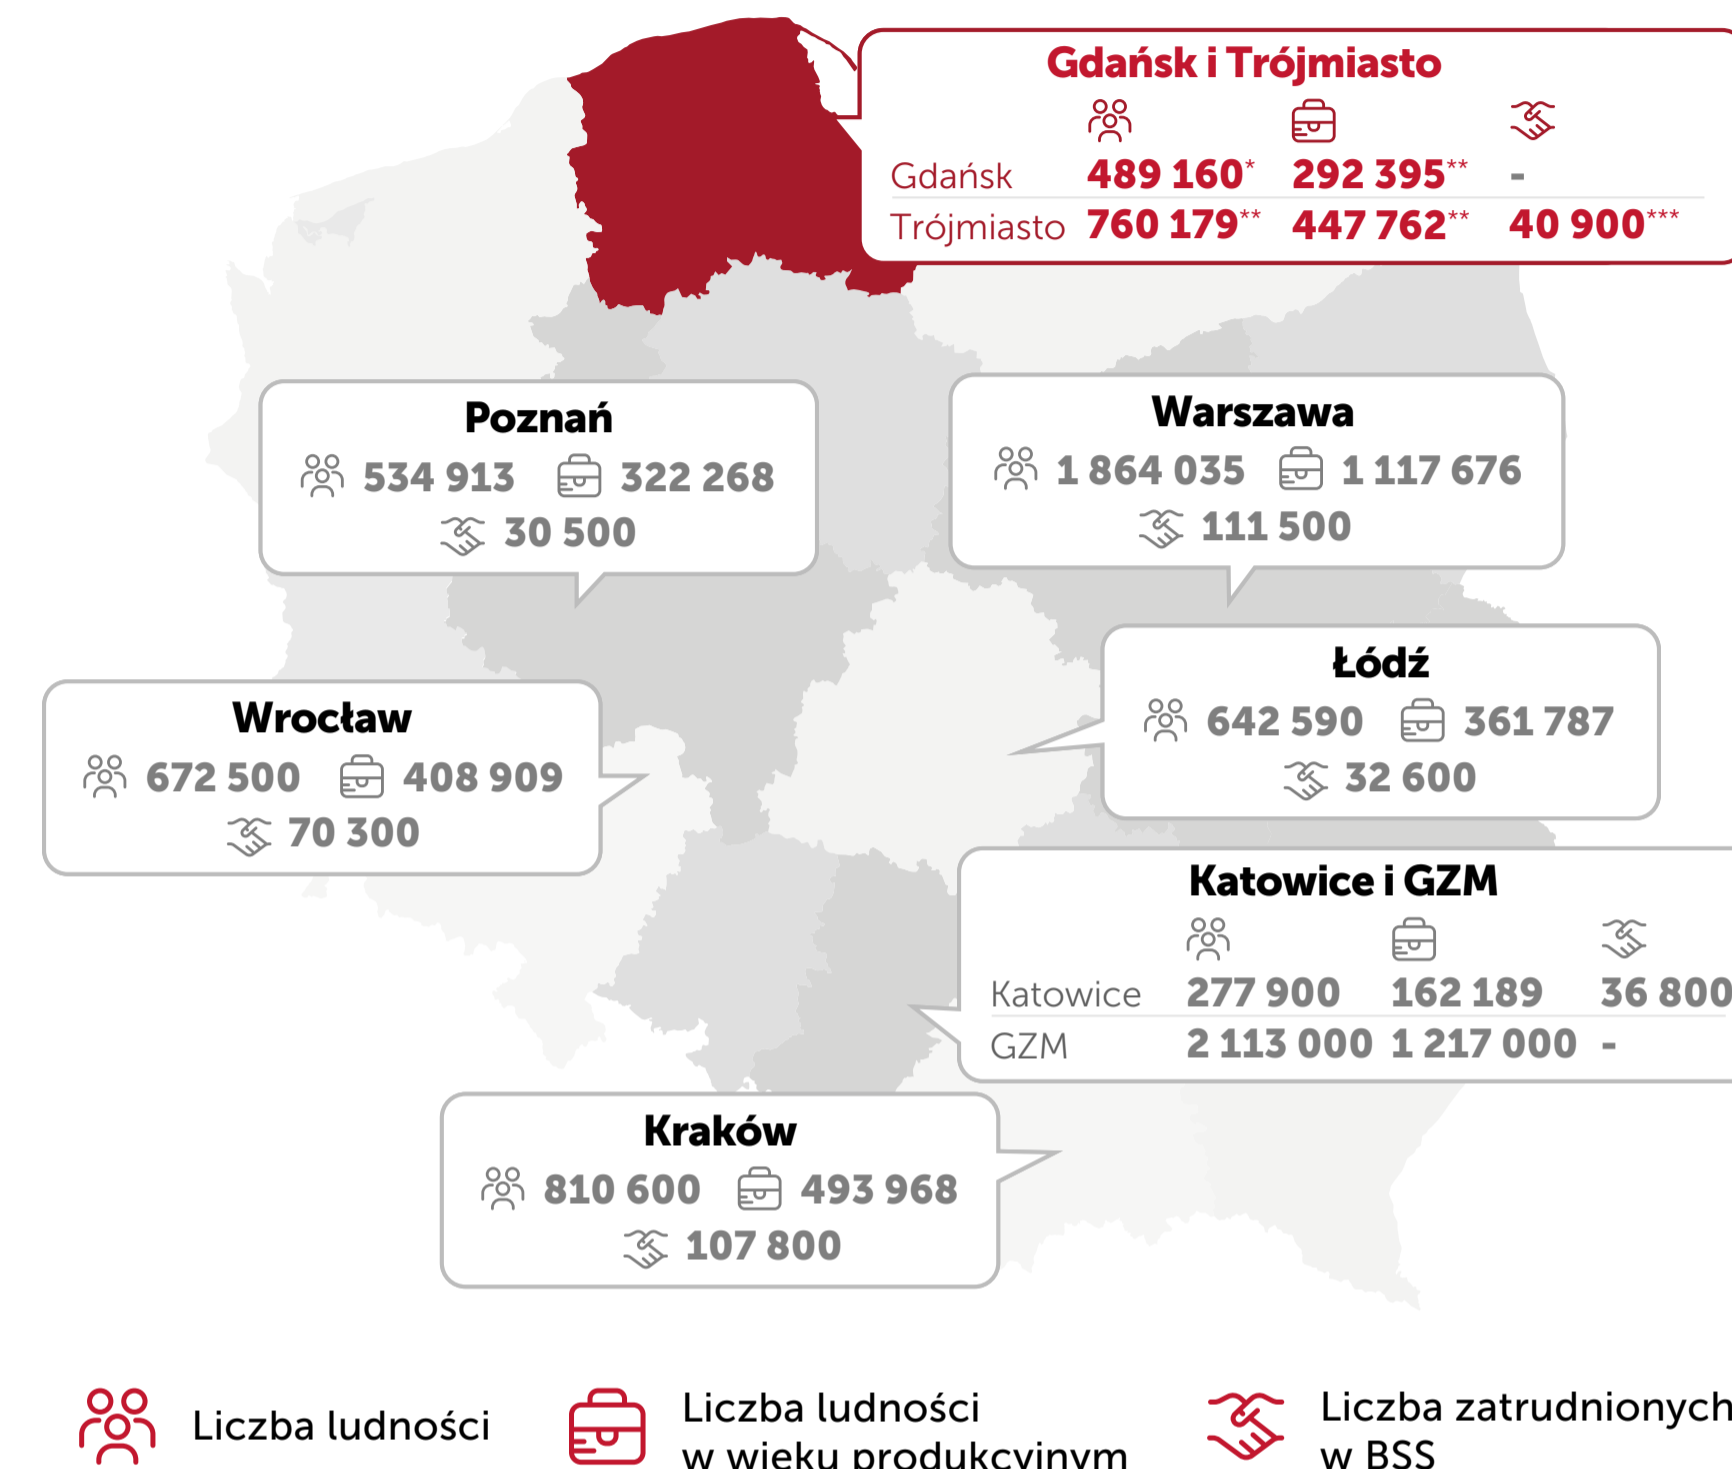 Gdańsk i Trójmiasto
Gdańsk 489 160* 292 395** -
Trójmiasto 760 179** 447 762** 40 900***
Poznań
534 913 322 268
30 500
Warszawa
1 864 035 1 117 676
111 500
Łódź
642 590 361 787
32 600
Wrocław
672 500 408 909
70 300
Katowice i GZM
Katowice 277 900 162 189 36 800
GZM 2 113 000 1 217 000 -
Kraków
810 600 493 968
107 800
Liczba ludności
Liczba ludności
w wieku produkcyjnym
Liczba zatrudnionych
w BSS